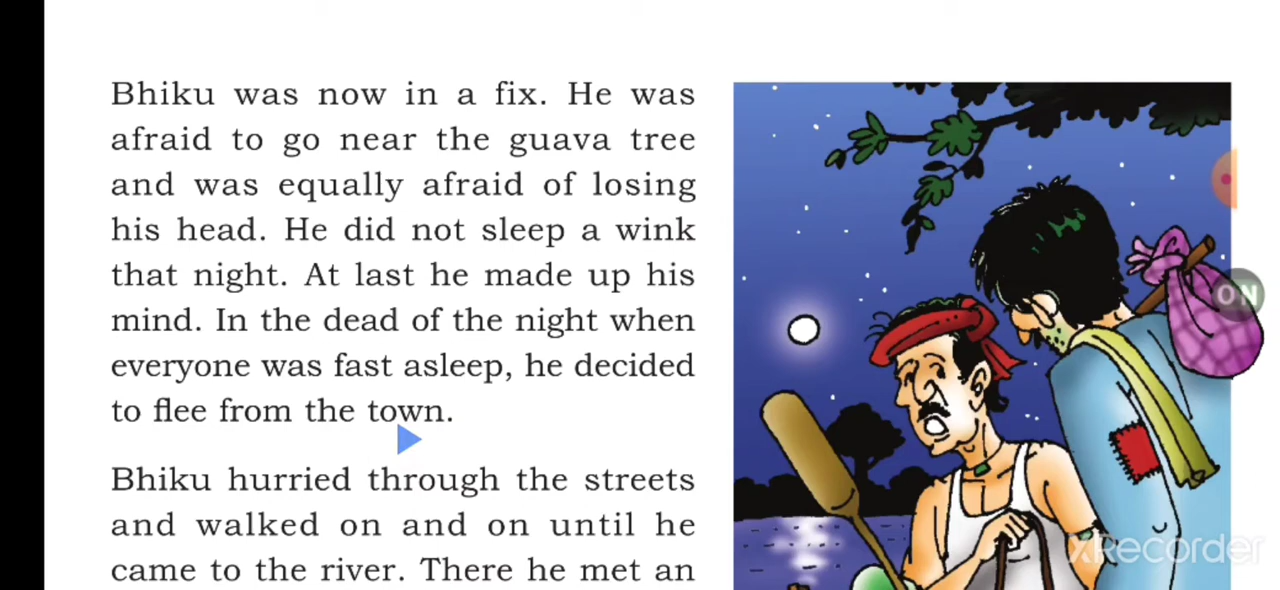 Bhiku was now in a fix. He was
afraid to go near the guava tree
and was equally afraid of losing
his head. He did not sleep a wink
that night. At last he made up his
mind. In the dead of the night when
everyone was fast asleep, he decided
to flee from the town.
Bhiku hurried through the streets
and walked on and on until he
came to the river. There he met an
ON
XRecorder